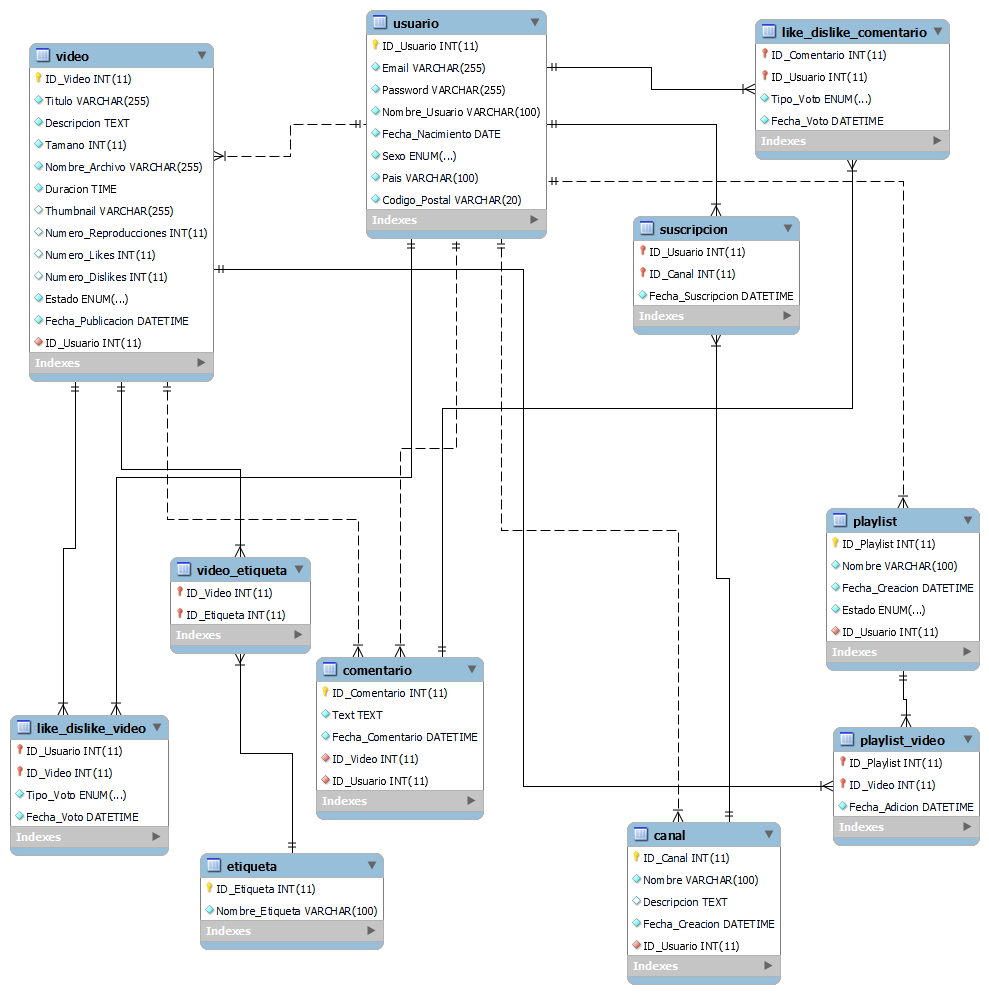 video
ID_Video INT(11)
Titulo VARCHAR(255)
Descripcion TEXT
Tamano INT(11)
Nombre_Archivo VARCHAR(255)
Duracion TIME
Thumbnail VARCHAR(255)
Numero_Reproducciones INT(11)
Numero_Likes INT(11)
Numero_Dislikes INT(11)
Estado ENUM(...)
Fecha_Publicacion DATETIME
ID_Usuario INT(11)
Indexes
usuario
ID_Usuario INT(11)
Email VARCHAR(255)
Password VARCHAR(255)
Nombre_Usuario VARCHAR(100)
Fecha_Nacimiento DATE
Sexo ENUM(...)
Pais VARCHAR(100)
Codigo_Postal VARCHAR(20)
Indexes
like_dislike_comentario
ID_Comentario INT(11)
ID_Usuario INT(11)
Tipo_Voto ENUM(...)
Fecha_Voto DATETIME
Indexes
suscripcion
ID_Usuario INT(11)
ID_Canal INT(11)
Fecha_Suscripcion DATETIME
Indexes
playlist
ID_Playlist INT(11)
Nombre VARCHAR(100)
Fecha_Creacion DATETIME
Estado ENUM(...)
ID_Usuario INT(11)
Indexes
video_etiqueta
ID_Video INT(11)
ID_Etiqueta INT(11)
Indexes
comentario
ID_Comentario INT(11)
Text TEXT
Fecha_Comentario DATETIME
ID_Video INT(11)
ID_Usuario INT(11)
Indexes
like_dislike_video
ID_Usuario INT(11)
ID_Video INT(11)
Tipo_Voto ENUM(...)
Fecha_Voto DATETIME
Indexes
playlist_video
ID_Playlist INT(11)
ID_Video INT(11)
Fecha_Adicion DATETIME
Indexes
etiqueta
ID_Etiqueta INT(11)
Nombre_Etiqueta VARCHAR(100)
Indexes
canal
ID_Canal INT(11)
Nombre VARCHAR(100)
Descripcion TEXT
Fecha_Creacion DATETIME
ID_Usuario INT(11)
Indexes